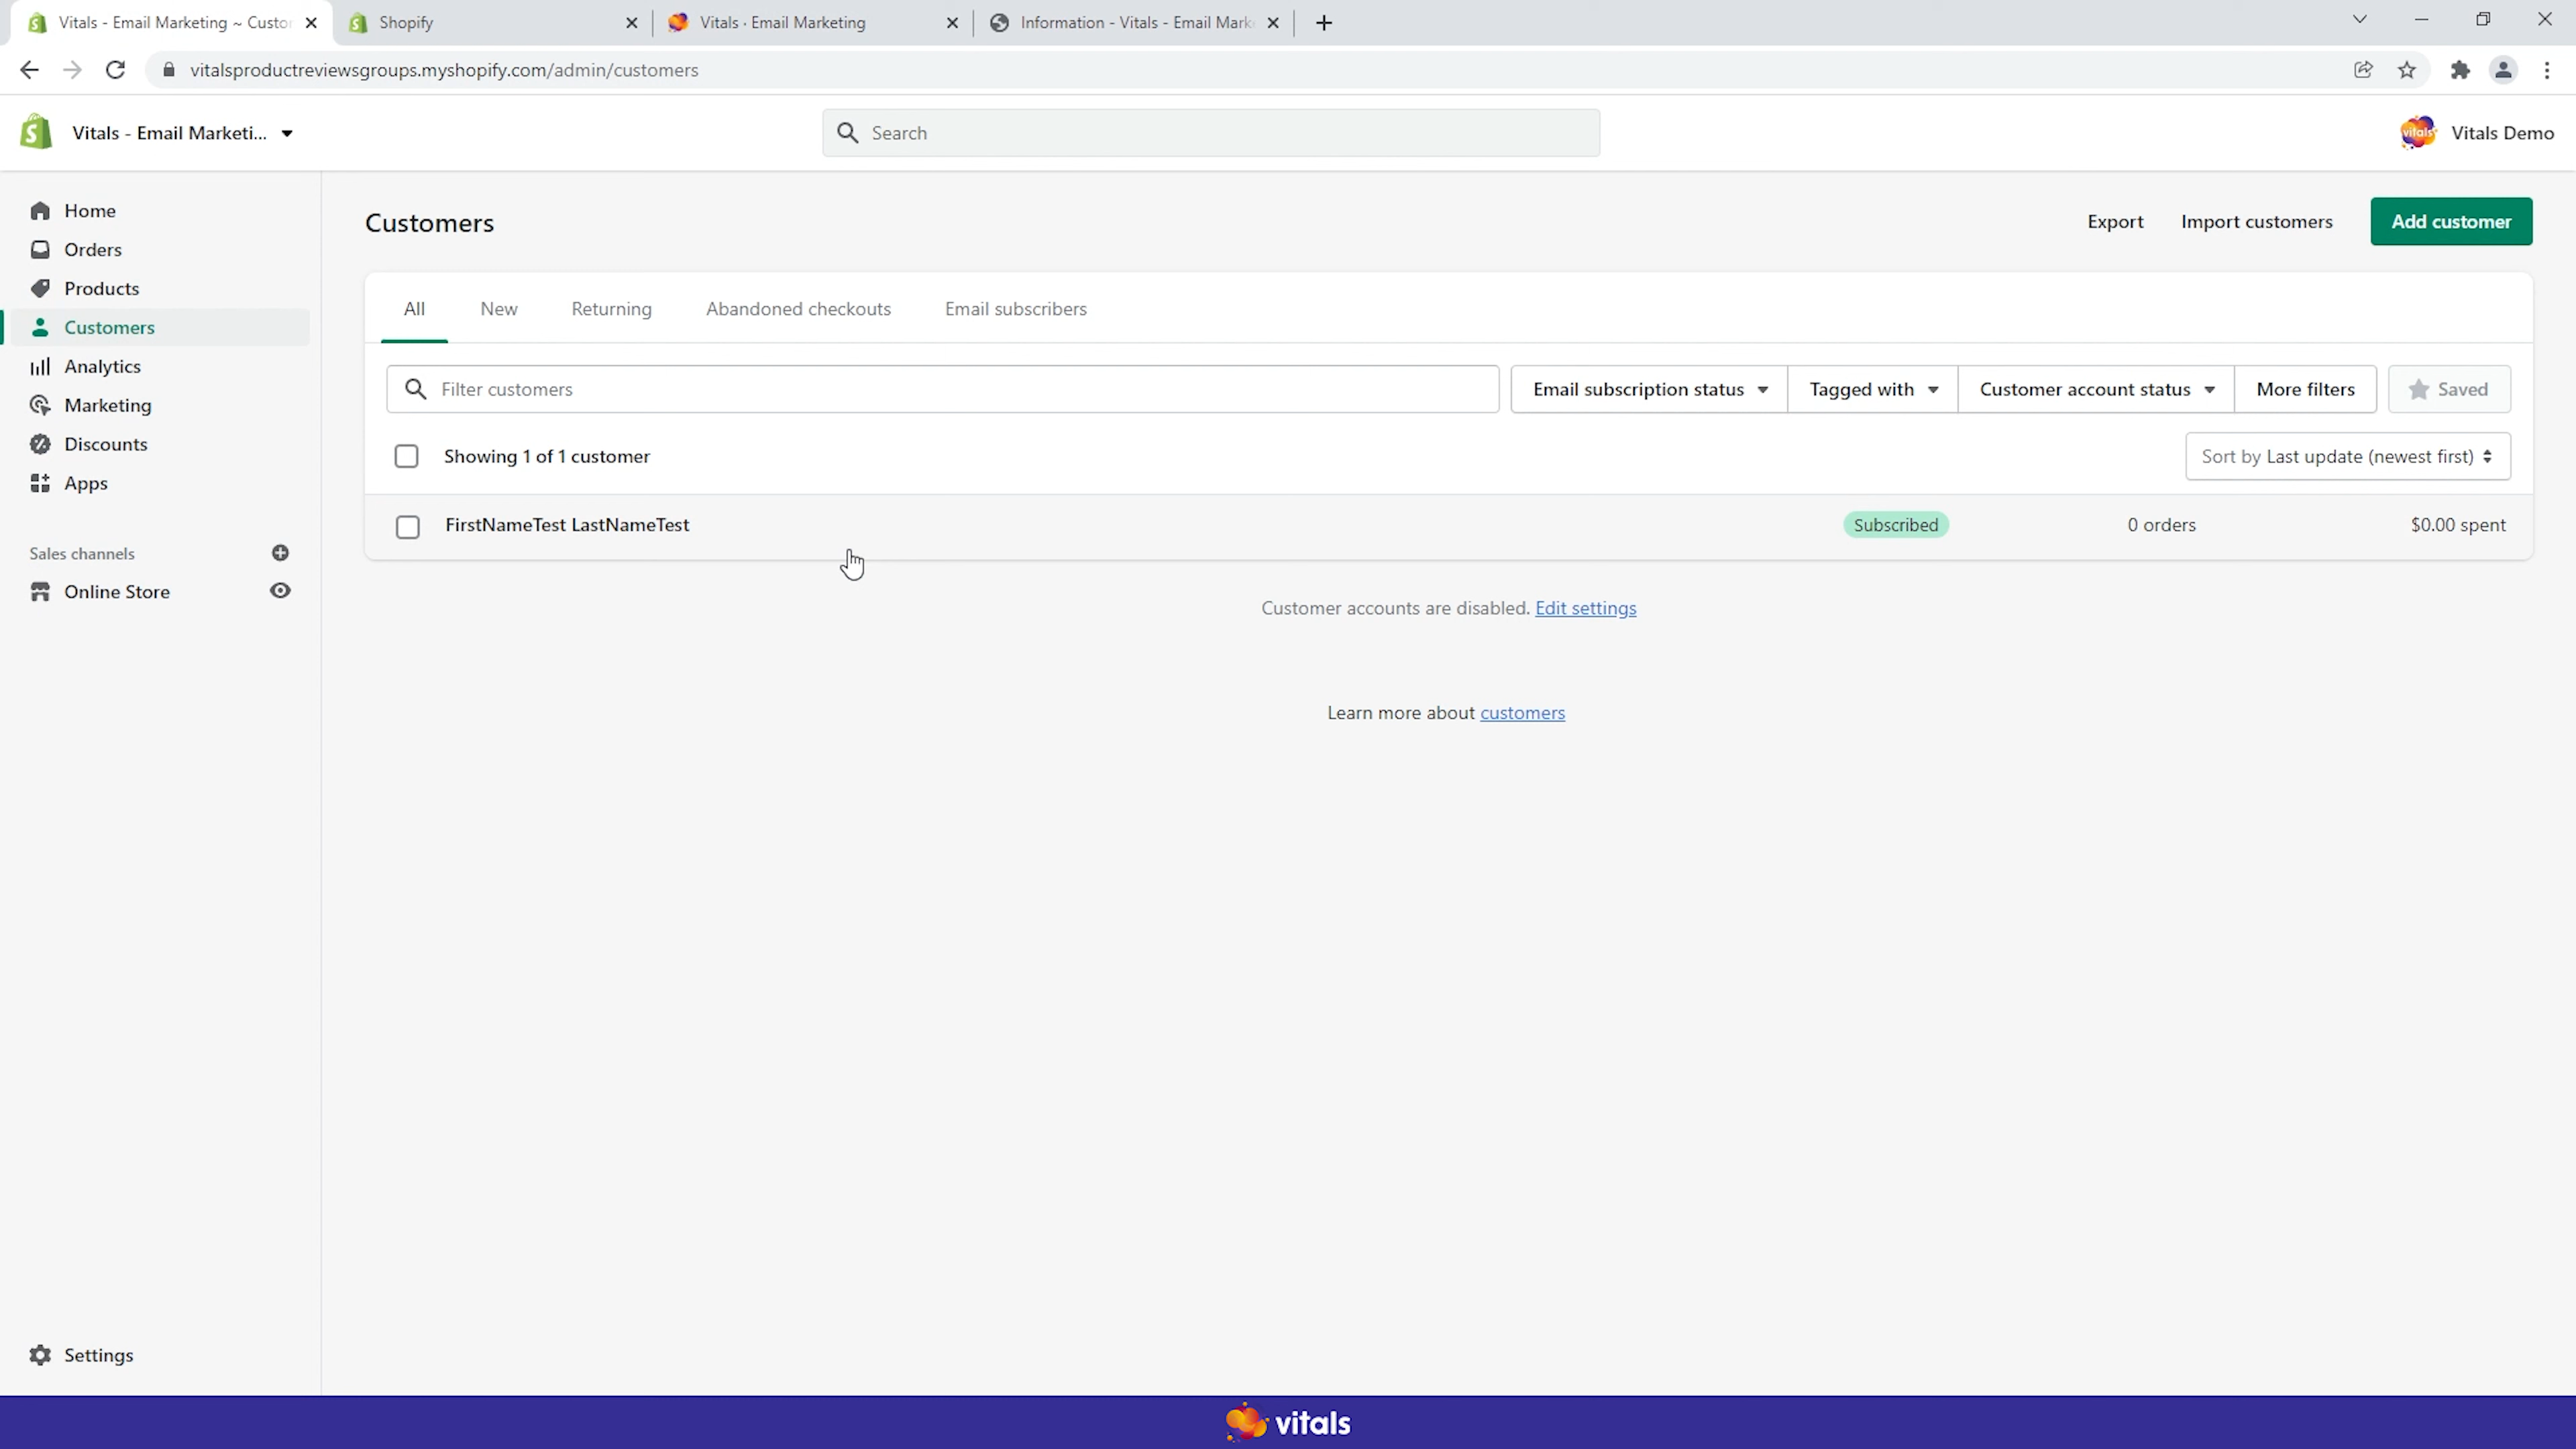 Vitals - Email Marketing ~ Custo
Shopify
Vitals · Email Marketing
Information - Vitals - Email Mark
vitalsproductreviewsgroups.myshopify.com/admin/customers
Vitals - Email Marketi...
Search
vitals
Vitals Demo
Home
Orders
Products
Customers
Analytics
Marketing
Discounts
Apps
Sales channels
Online Store
Settings
Customers
Export
Import customers
Add customer
All
New
Returning
Abandoned checkouts
Email subscribers
Filter customers
Email subscription status
Tagged with
Customer account status
More filters
Saved
Showing 1 of 1 customer
Sort by Last update (newest first)
FirstNameTest LastNameTest
Subscribed
0 orders
$0.00 spent
Customer accounts are disabled. Edit settings
Learn more about customers
vitals